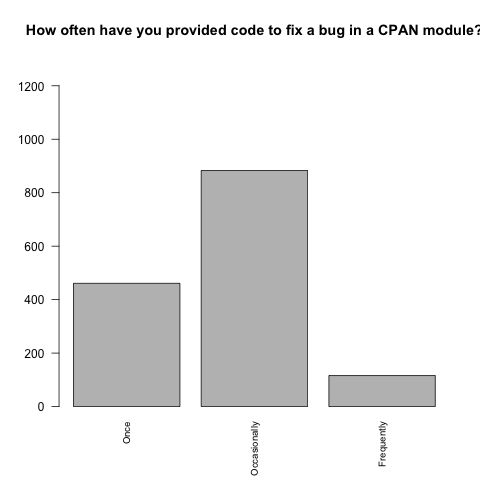 How often have you provided code to fix a bug in a CPAN module?
1200
1000
800
600
400
200
0
Once
Occasionally
Frequently